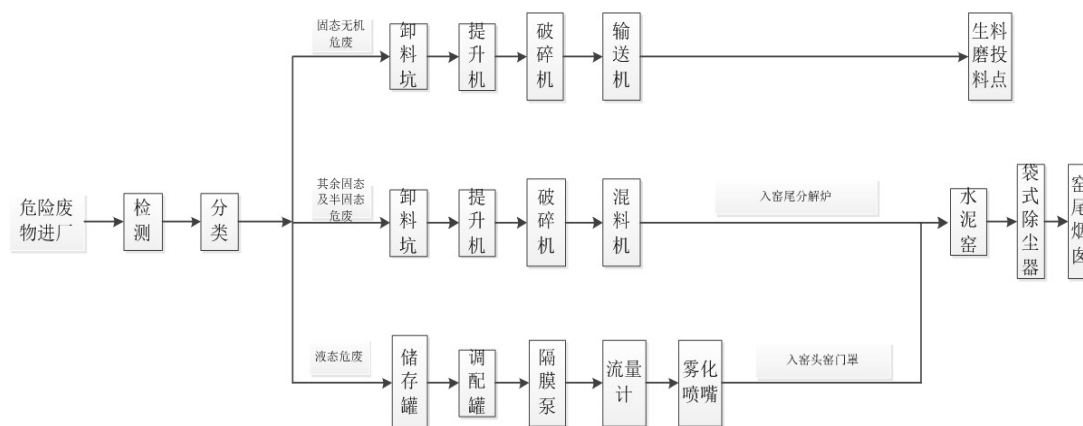 固态无机
危废
卸
料
坑
提
升
机
破
碎
机
输
送
机
生料
磨投
料点
危险废
物进厂
检
测
分
类
其余固态
及半固态
危废
卸
料
坑
提
升
机
破
碎
机
混
料
机
入窑尾分解炉
水
泥
窑
袋
式
除
尘
器
窑
尾
烟
囱
液态危废
储
存
罐
调
配
罐
隔
膜
泵
流量
计
雾化
喷嘴
入窑头窑门罩